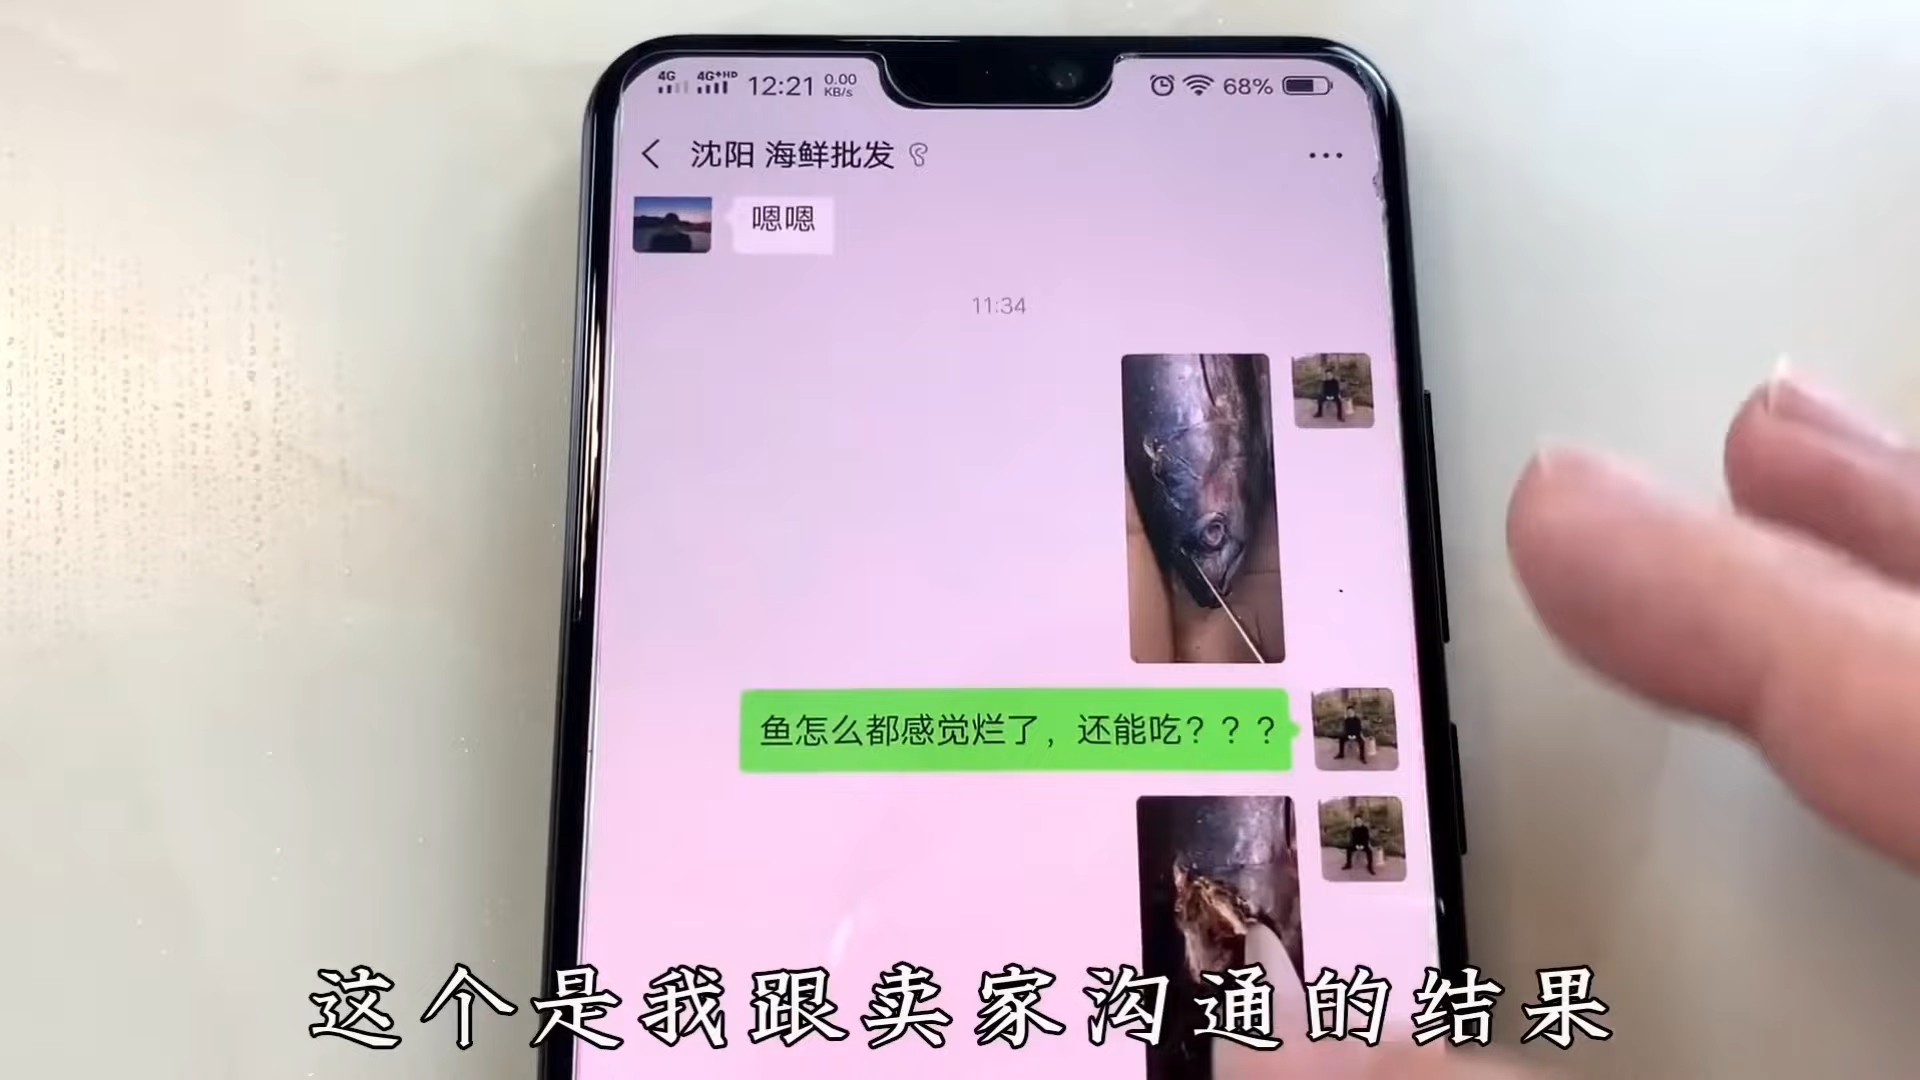 4G 4G+HD 12:21 0.00 KB/s 68%
沈阳 海鲜批发
嗯嗯
11:34
鱼怎么都感觉烂了，还能吃？？？
这个是我跟卖家沟通的结果